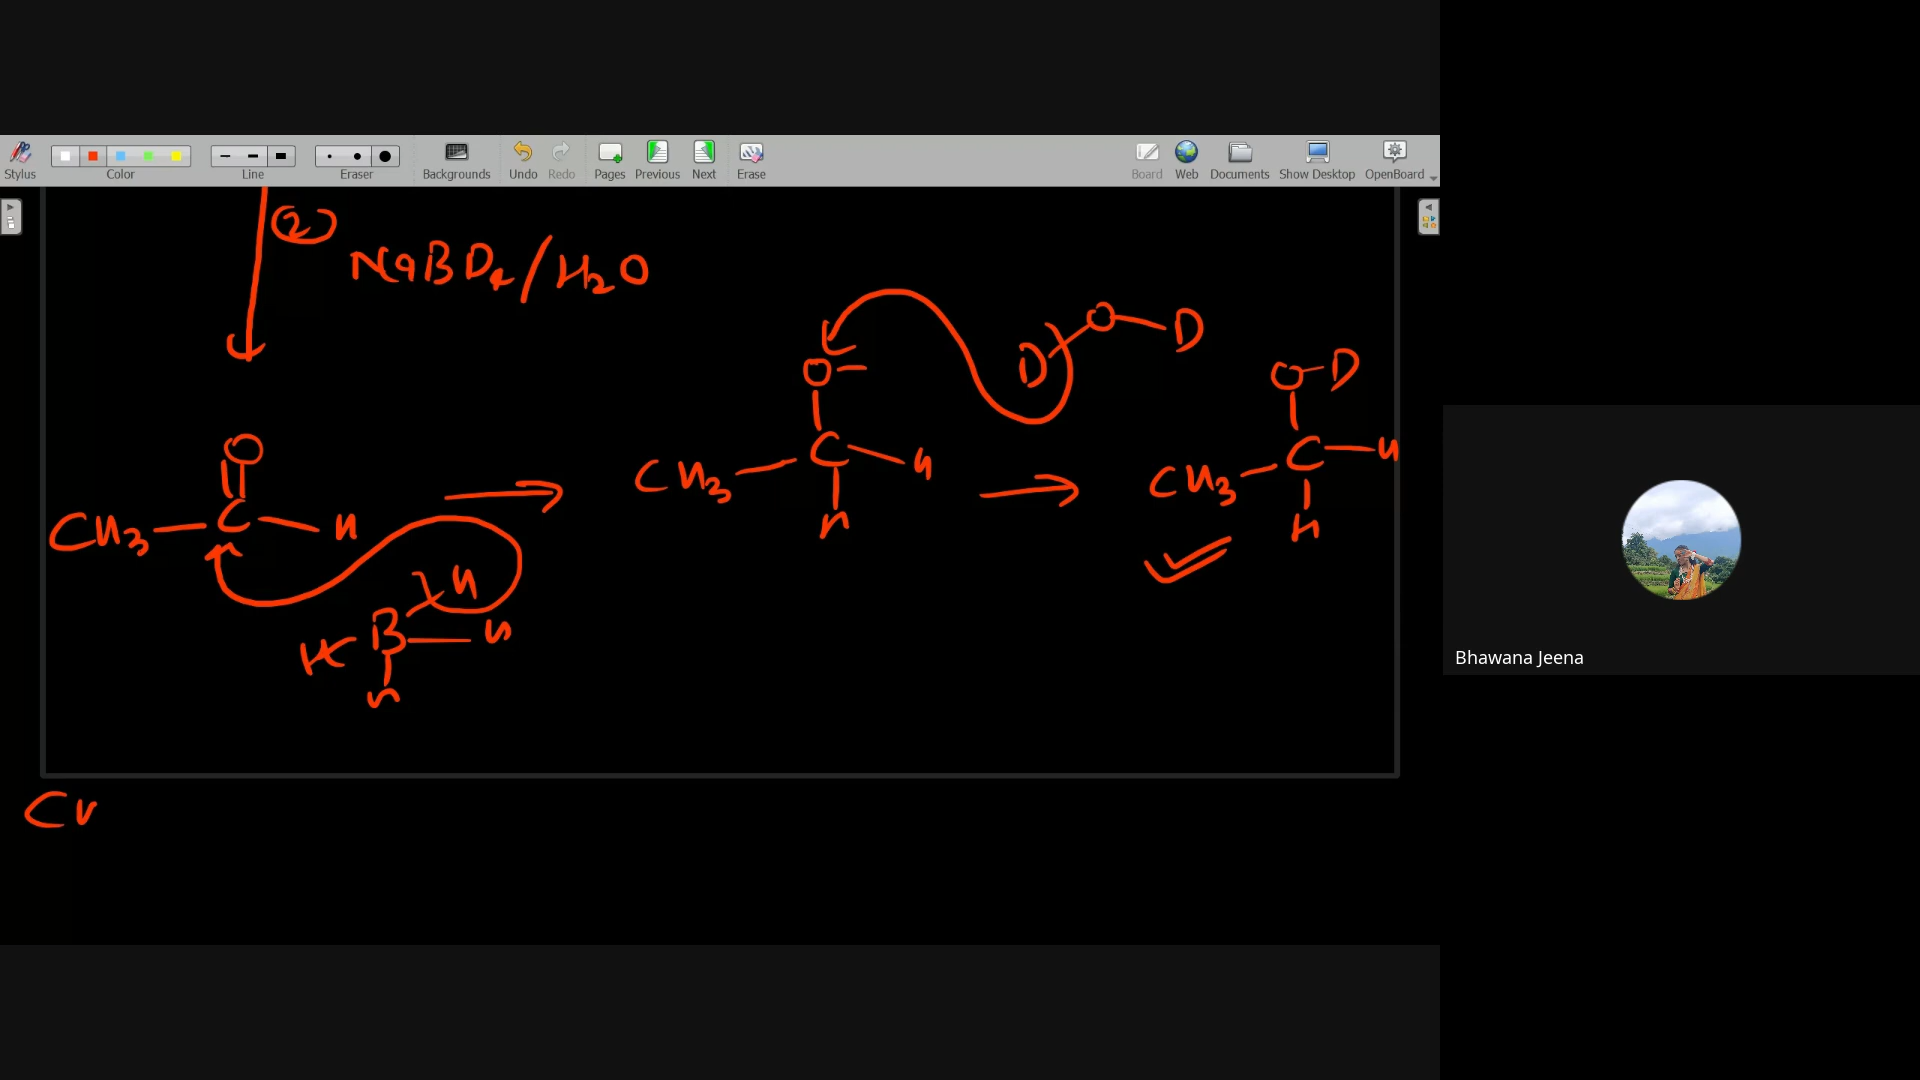 Stylus Color Line Eraser Backgrounds Undo Redo Pages Previous Next Erase Board Web Documents Show Desktop OpenBoard
②
NaBD4/H2O
O
CH3 C H
H B H
H
H
O-
CH3 C H
H
D O D
O-D
CH3 C H
H
C
Bhawana Jeena